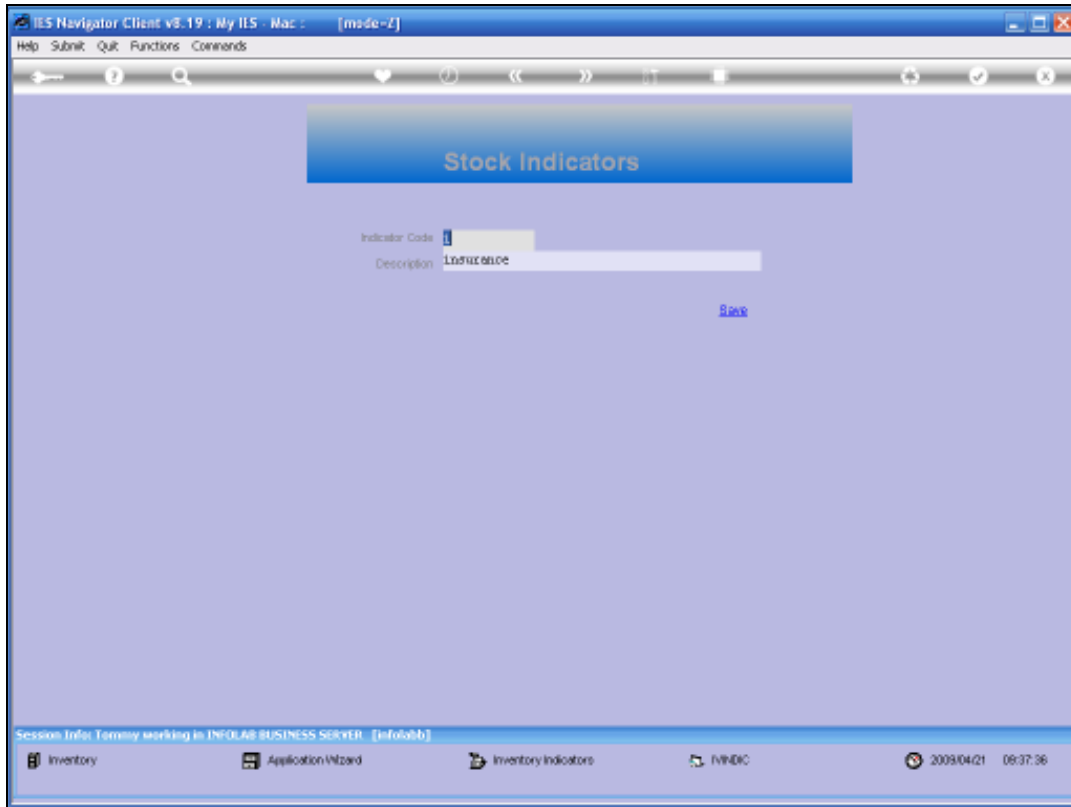 IES Navigator Client v8.19 : My IES - Mac : [mode=Z]
Help Submit Quit Functions Commands
Stock Indicators
Indicator Code i
Description insurance
Save
Session Info: Tommy working in INFOLAB BUSINESS SERVER [infolabb]
Inventory Application Wizard Inventory Indicators IVINDIC 2009/04/21 09:37:36